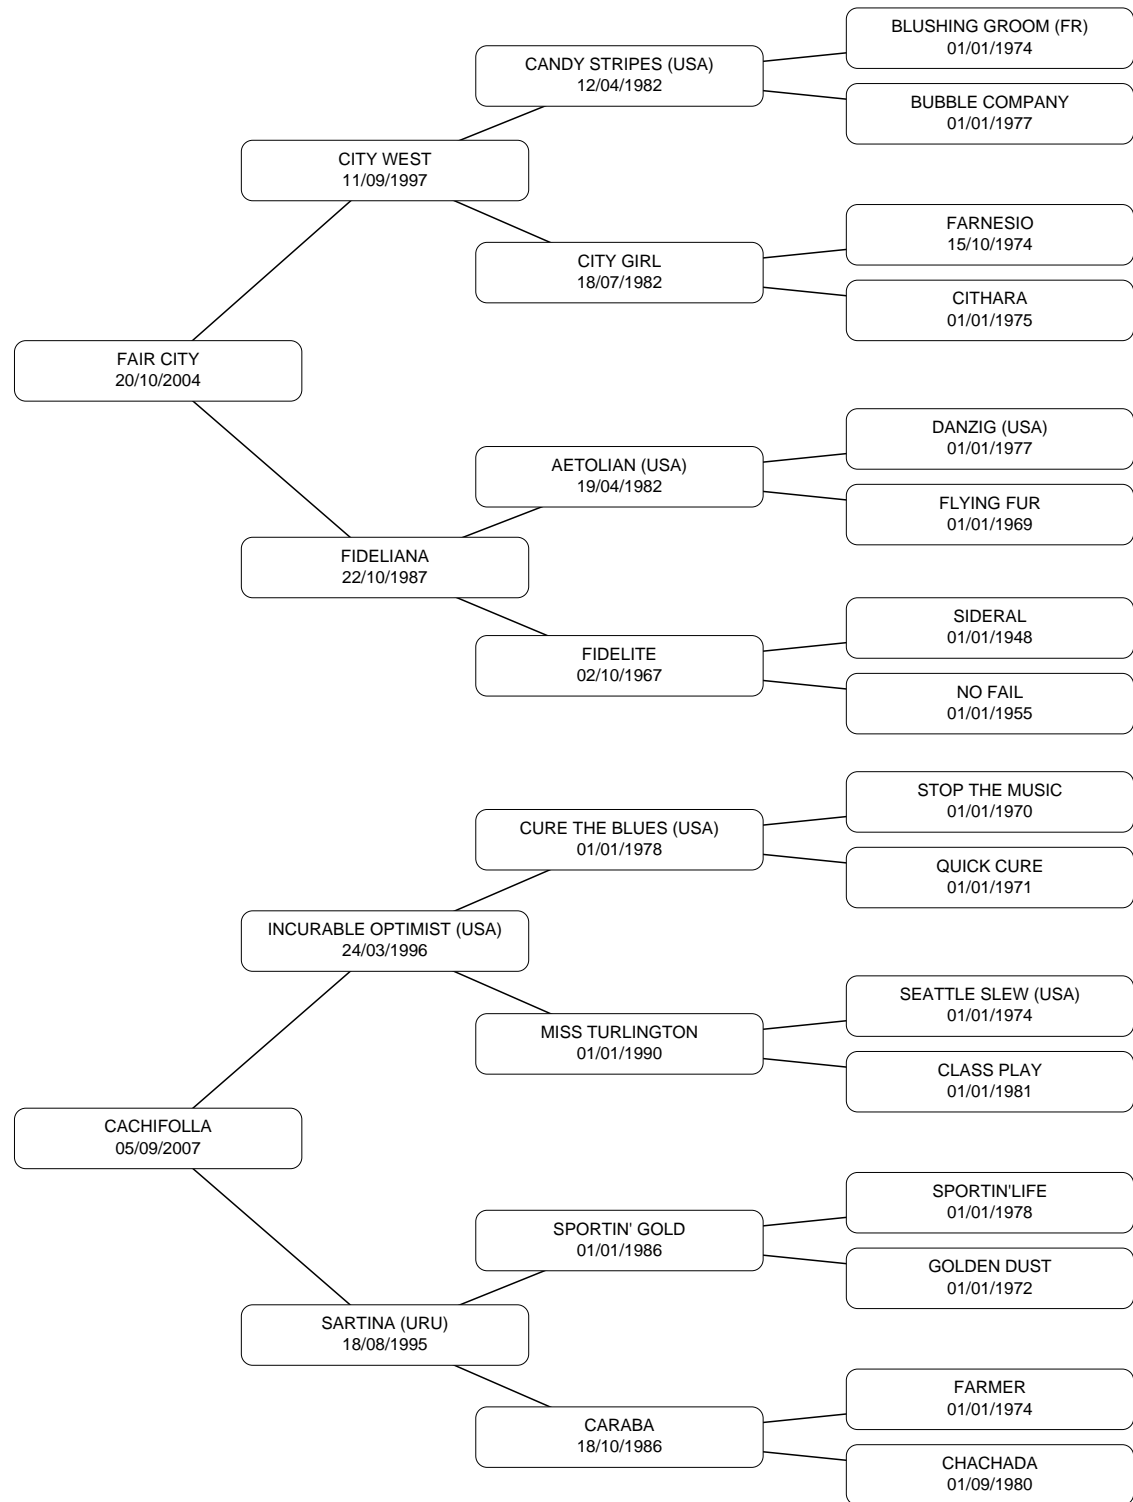 BLUSHING GROOM (FR)
01/01/1974
CANDY STRIPES (USA)
12/04/1982
BUBBLE COMPANY
01/01/1977
CITY WEST
11/09/1997
FARNESIO
15/10/1974
CITY GIRL
18/07/1982
CITHARA
01/01/1975
FAIR CITY
20/10/2004
DANZIG (USA)
01/01/1977
AETOLIAN (USA)
19/04/1982
FLYING FUR
01/01/1969
FIDELIANA
22/10/1987
SIDERAL
01/01/1948
FIDELITE
02/10/1967
NO FAIL
01/01/1955
STOP THE MUSIC
01/01/1970
CURE THE BLUES (USA)
01/01/1978
QUICK CURE
01/01/1971
INCURABLE OPTIMIST (USA)
24/03/1996
SEATTLE SLEW (USA)
01/01/1974
MISS TURLINGTON
01/01/1990
CLASS PLAY
01/01/1981
CACHIFOLLA
05/09/2007
SPORTIN'LIFE
01/01/1978
SPORTIN' GOLD
01/01/1986
GOLDEN DUST
01/01/1972
SARTINA (URU)
18/08/1995
FARMER
01/01/1974
CARABA
18/10/1986
CHACHADA
01/09/1980